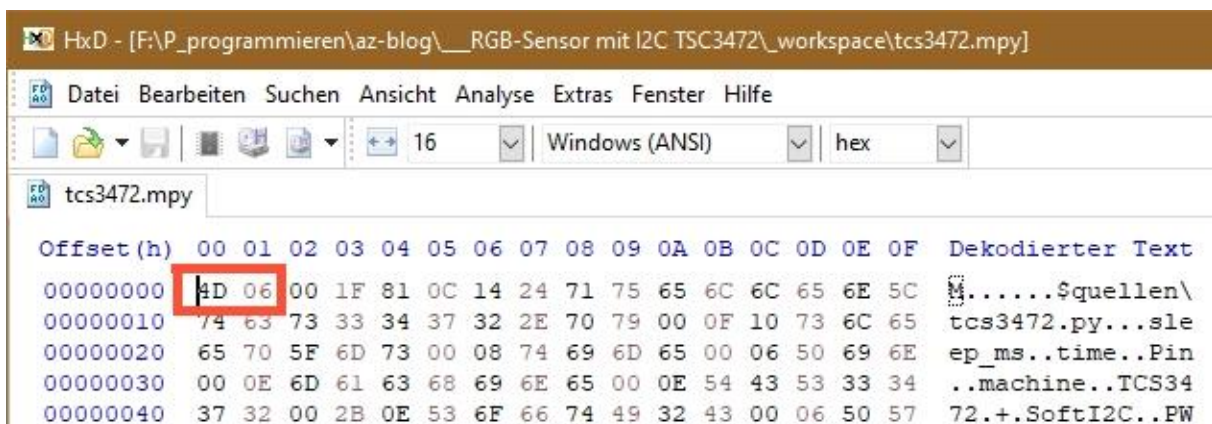 HxD - [F:\P_programmieren\az-blog\__RGB-Sensor mit I2C TSC3472\_workspace\tcs3472.mpy]
Datei Bearbeiten Suchen Ansicht Analyse Extras Fenster Hilfe
16 Windows (ANSI) hex
tcs3472.mpy
Offset(h) 00 01 02 03 04 05 06 07 08 09 0A 0B 0C 0D 0E 0F Dekodierter Text
00000000 4D 06 00 1F 81 0C 14 24 71 75 65 6C 6C 65 6E 5C M......$quellen\
00000010 74 63 73 33 34 37 32 2E 70 79 00 0F 10 73 6C 65 tcs3472.py...sle
00000020 65 70 5F 6D 73 00 08 74 69 6D 65 00 06 50 69 6E ep_ms..time..Pin
00000030 00 0E 6D 61 63 68 69 6E 65 00 0E 54 43 53 33 34 ..machine..TCS34
00000040 37 32 00 2B 0E 53 6F 66 74 49 32 43 00 06 50 57 72.+.SoftI2C..PW